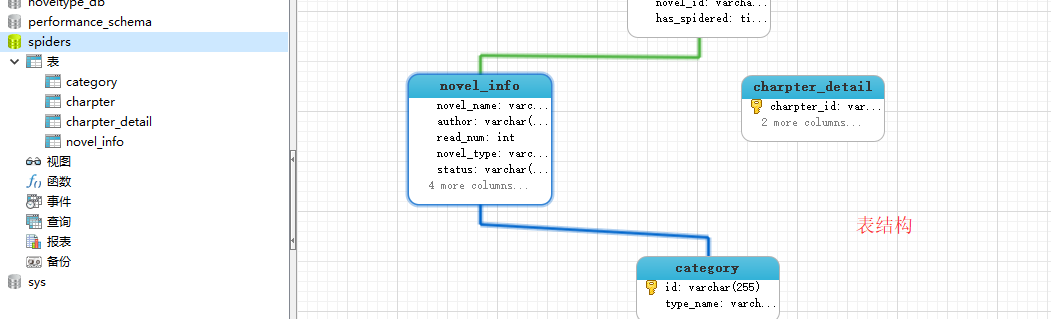 noveltype_db
performance_schema
spiders
表
category
charpter
charpter_detail
novel_info
视图
函数
事件
查询
报表
备份
sys
novel_id: varcha...
has_spidered: ti...
novel_info
novel_name: varc...
author: varchar(...
read_num: int
novel_type: varc...
status: varchar(...
4 more columns...
charpter_detail
charpter_id: var...
2 more columns...
表结构
category
id: varchar(255)
type_name: varch...